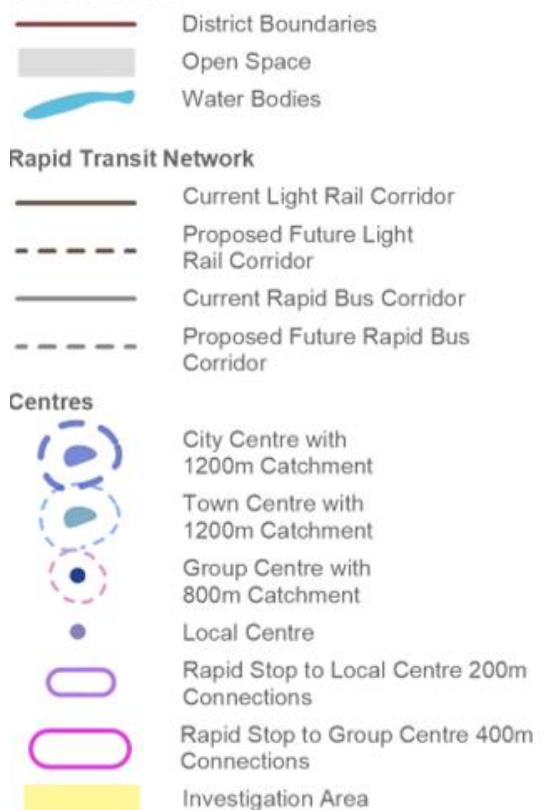 District Boundaries
Open Space
Water Bodies
Rapid Transit Network
Current Light Rail Corridor
Proposed Future Light
Rail Corridor
Current Rapid Bus Corridor
Proposed Future Rapid Bus
Corridor
Centres
City Centre with
1200m Catchment
Town Centre with
1200m Catchment
Group Centre with
800m Catchment
Local Centre
Rapid Stop to Local Centre 200m
Connections
Rapid Stop to Group Centre 400m
Connections
Investigation Area